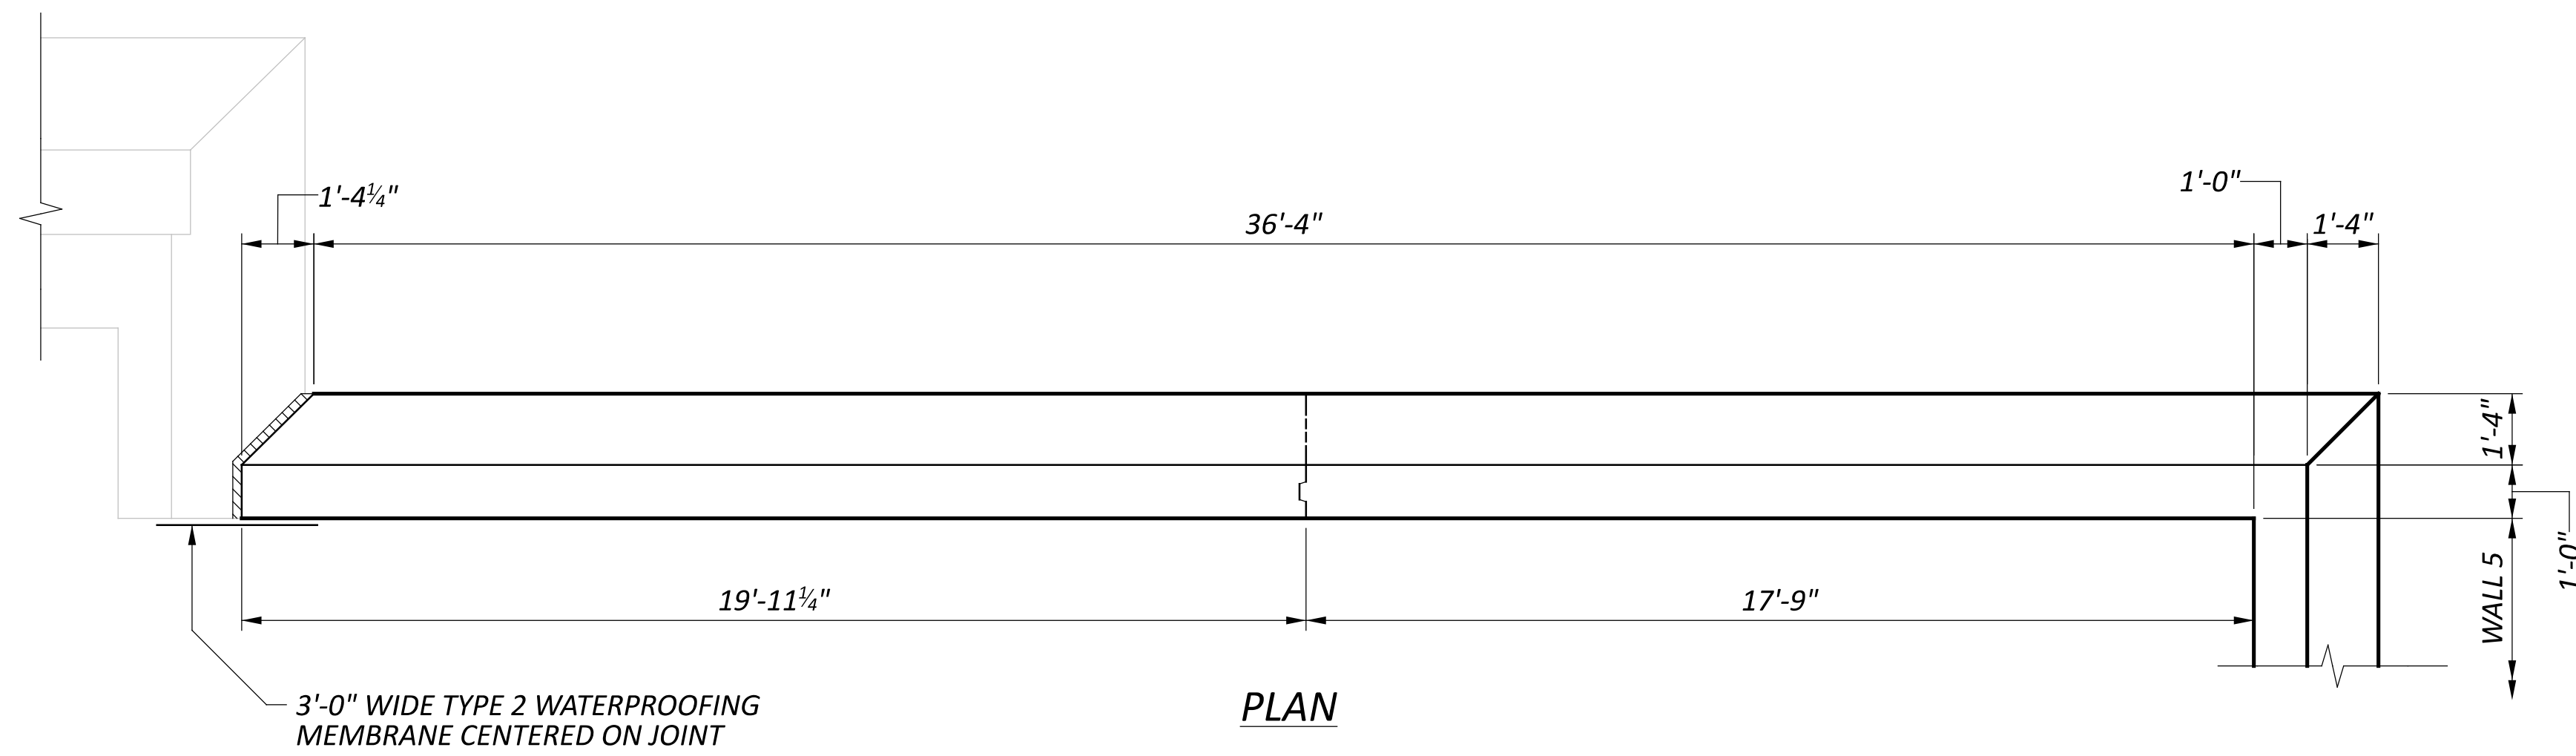 1'-0"
1'-4¼"
36'-4"
1'-4"
1'-4"
1'-0"
WALL 5
19'-11¼"
17'-9"
3'-0" WIDE TYPE 2 WATERPROOFING
MEMBRANE CENTERED ON JOINT
PLAN